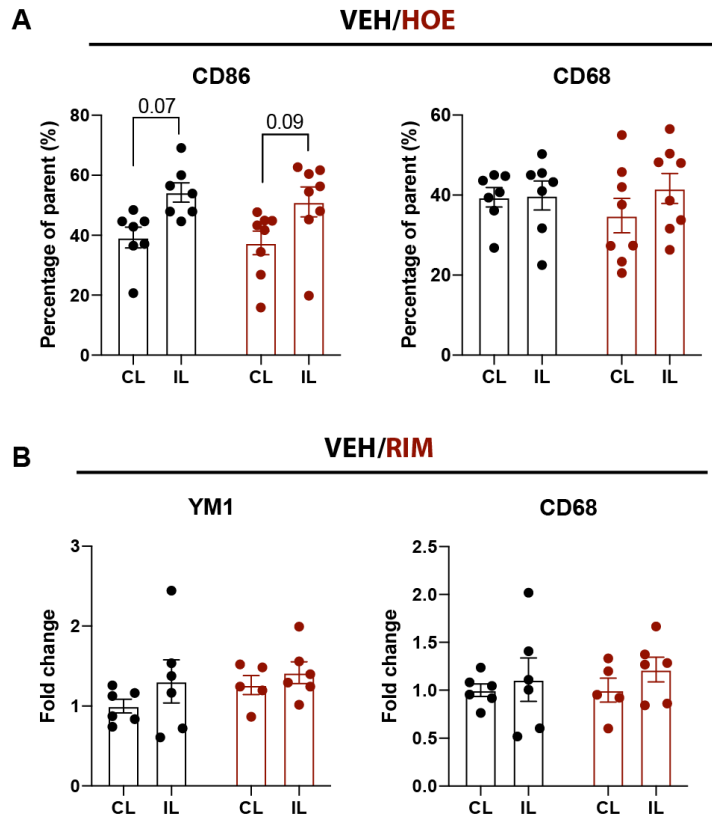 A
VEH/HOE
CD86
CD68
Percentage of parent (%)
80
60
40
20
0
0.07
0.09
CL IL CL IL
Percentage of parent (%)
60
40
20
0
CL IL CL IL
B
VEH/RIM
YM1
CD68
Fold change
3
2
1
0
CL IL CL IL
Fold change
2.5
2.0
1.5
1.0
0.5
0.0
CL IL CL IL